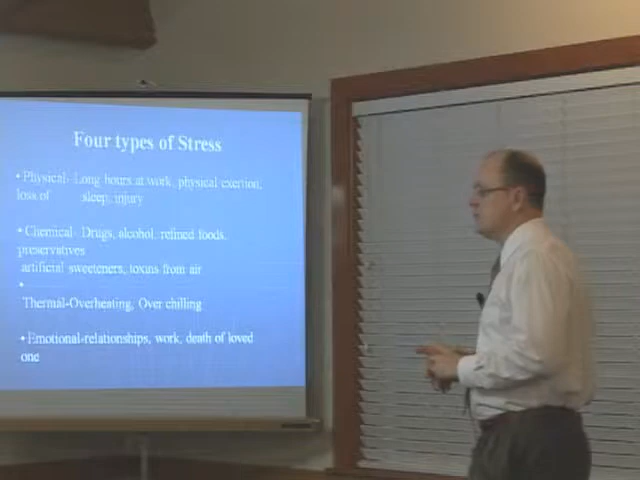 Four types of Stress
• Physical- Long hours at work, physical exertion,
loss of sleep, injury
• Chemical- Drugs, alcohol, refined foods,
preservatives
artificial sweeteners, toxins from air
•
Thermal-Overheating, Over chilling
• Emotional-relationships, work, death of loved
one